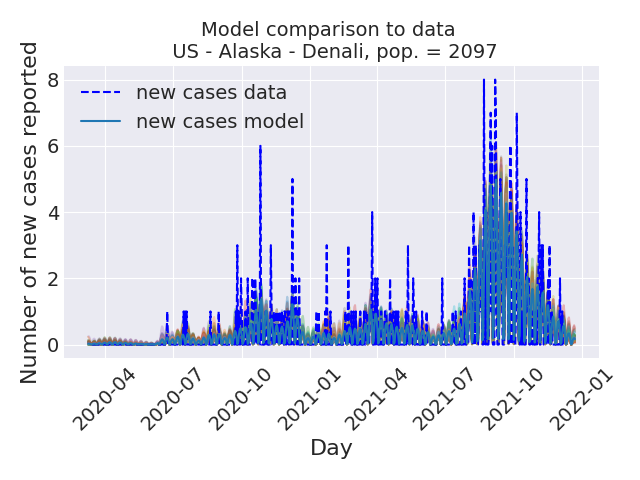 Model comparison to data
US - Alaska - Denali, pop. = 2097
Number of new cases reported
8
6
4
2
0
new cases data
new cases model
2020-04
2020-07
2020-10
2021-01
2021-04
2021-07
2021-10
2022-01
Day